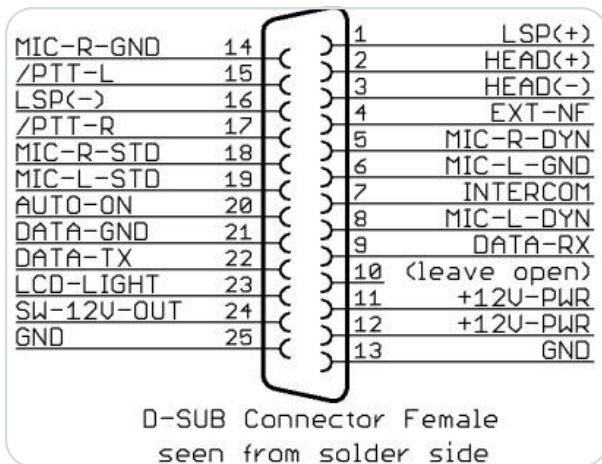 1 LSP(+)
MIC-R-GND 14
2 HEAD(+)
/PTT-L 15
3 HEAD(-)
LSP(-) 16
4 EXT-NF
/PTT-R 17
5 MIC-R-DYN
MIC-R-STD 18
6 MIC-L-GND
MIC-L-STD 19
7 INTERCOM
AUTO-ON 20
8 MIC-L-DYN
DATA-GND 21
9 DATA-RX
DATA-TX 22
10 (leave open)
LCD-LIGHT 23
11 +12V-PWR
SW-12V-OUT 24
12 +12V-PWR
GND 25
13 GND
D-SUB Connector Female
seen from solder side